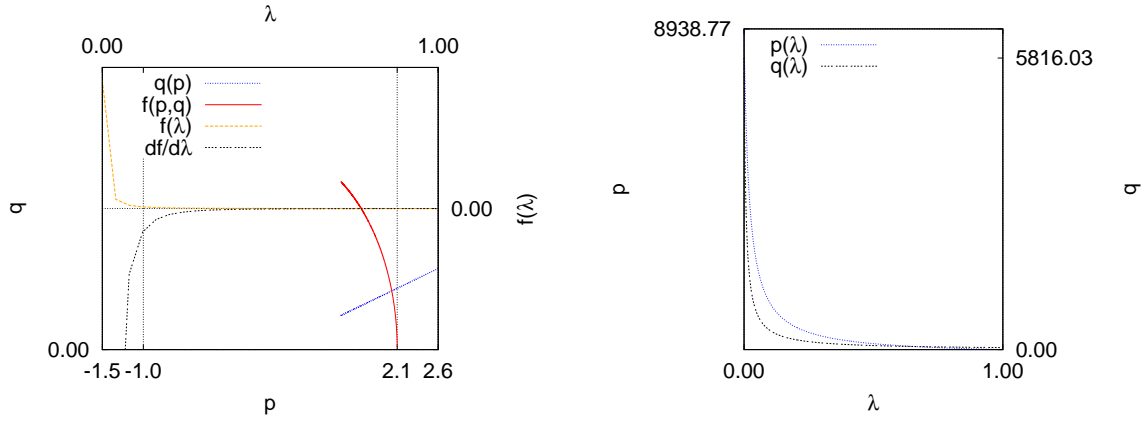 λ
0.00 1.00
q(p)
f(p,q)
f(λ)
df/dλ
q
0.00
f(λ)
0.00
-1.5 -1.0 2.1 2.6
p
8938.77
p(λ)
q(λ)
5816.03
p
q
0.00
0.00 1.00
λ